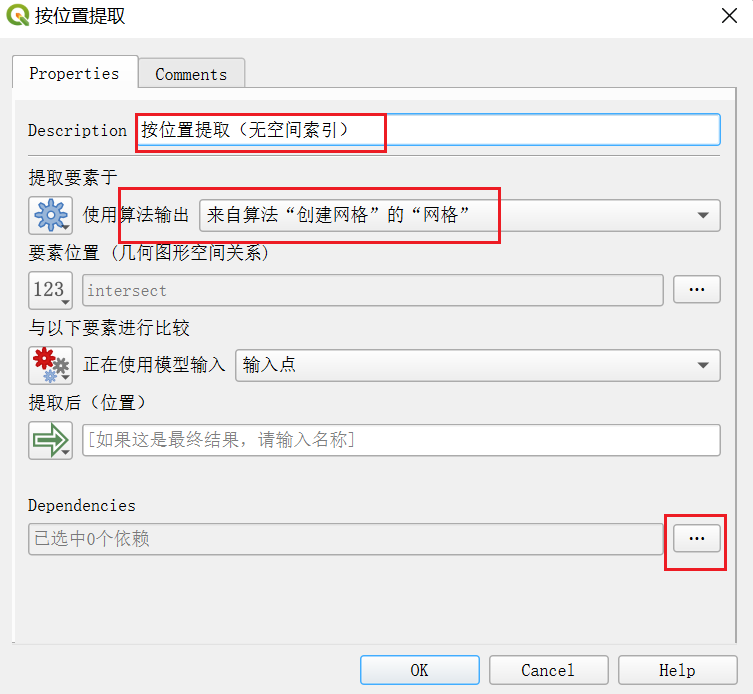 按位置提取
Properties
Comments
Description 按位置提取（无空间索引）
提取要素于
使用算法输出 来自算法“创建网格”的“网格”
要素位置（几何图形空间关系）
123 intersect ...
与以下要素进行比较
正在使用模型输入 输入点
提取后（位置）
[如果这是最终结果，请输入名称]
Dependencies
已选中0个依赖 ...
OK Cancel Help